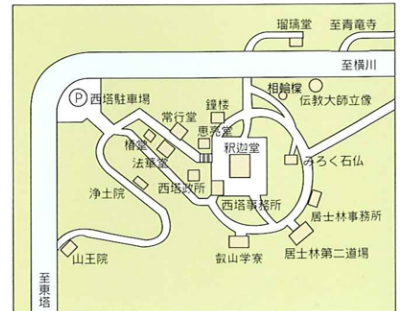 瑠璃堂
至青竜寺
至横川
相輪橖
伝教大師立像
P
西塔駐車場
鐘楼
常行堂
恵亮堂
椿堂
法華堂
釈迦堂
みろく石仏
浄土院
西塔政所
西塔事務所
居士林事務所
居士林第二道場
叡山学寮
山王院
至東塔